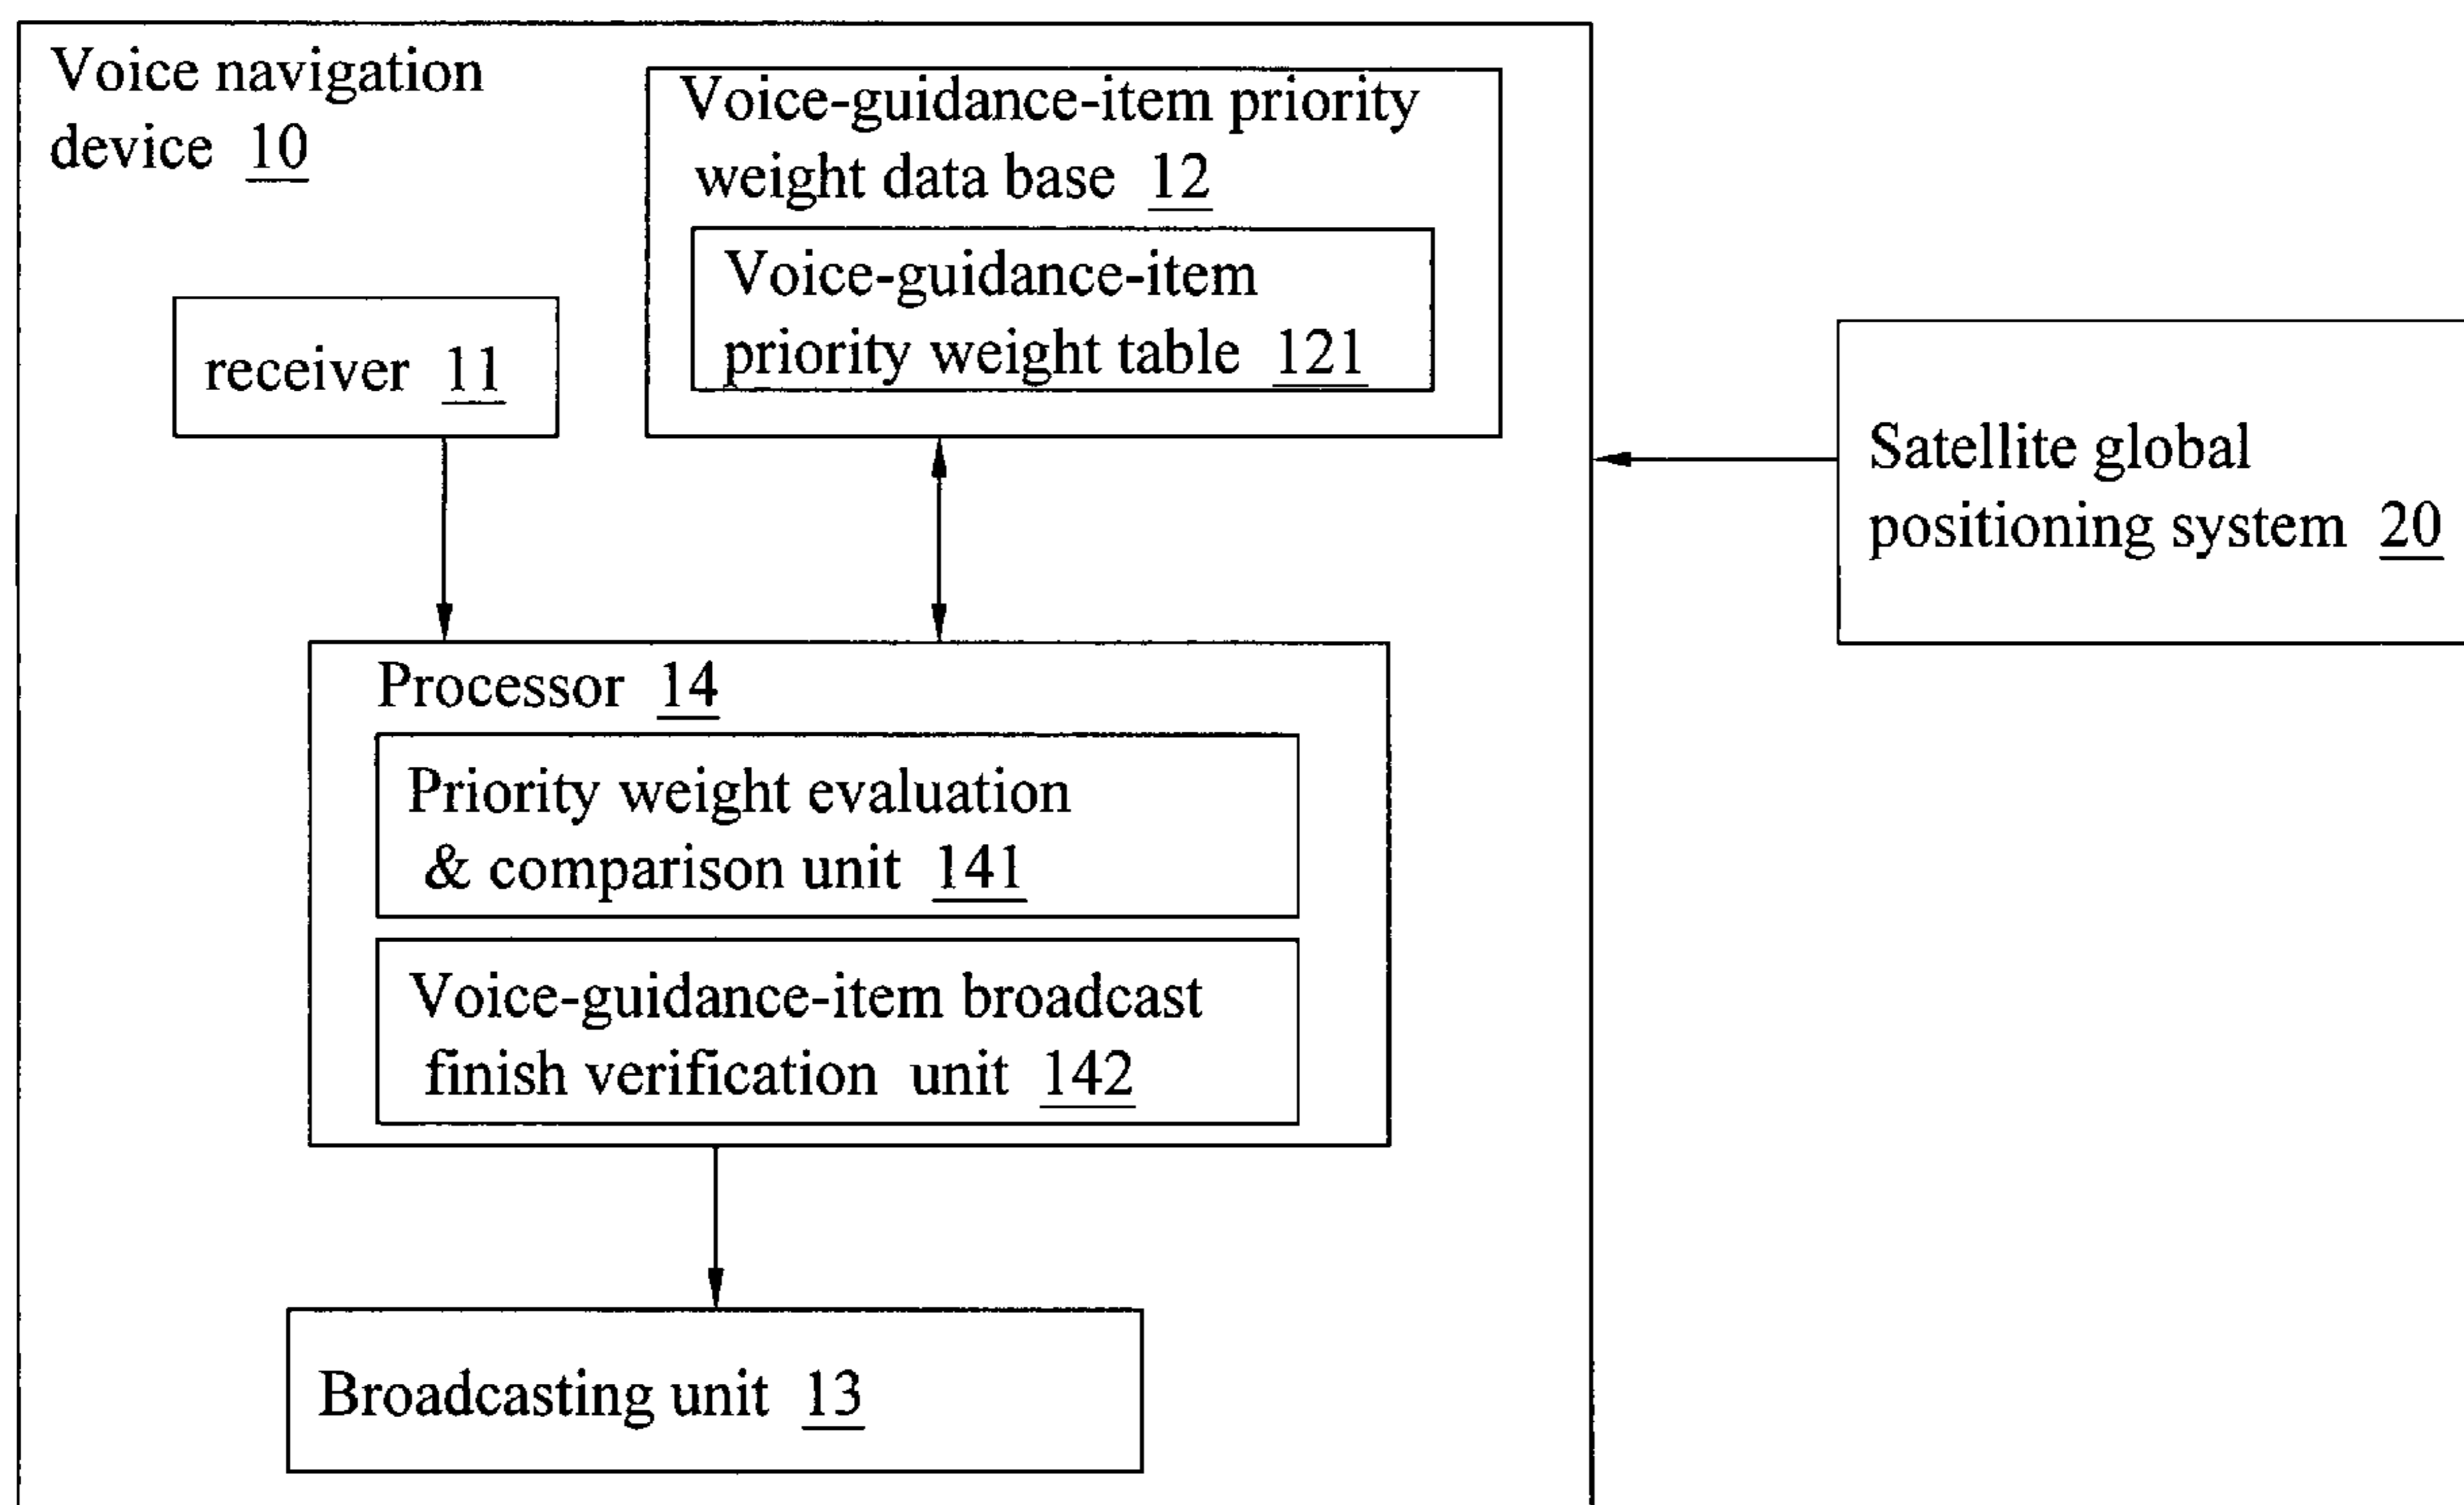 Voice navigation
device 10
Voice-guidance-item priority
weight data base 12
Voice-guidance-item
priority weight table 121
receiver 11
Satellite global
positioning system 20
Processor 14
Priority weight evaluation
& comparison unit 141
Voice-guidance-item broadcast
finish verification unit 142
Broadcasting unit 13